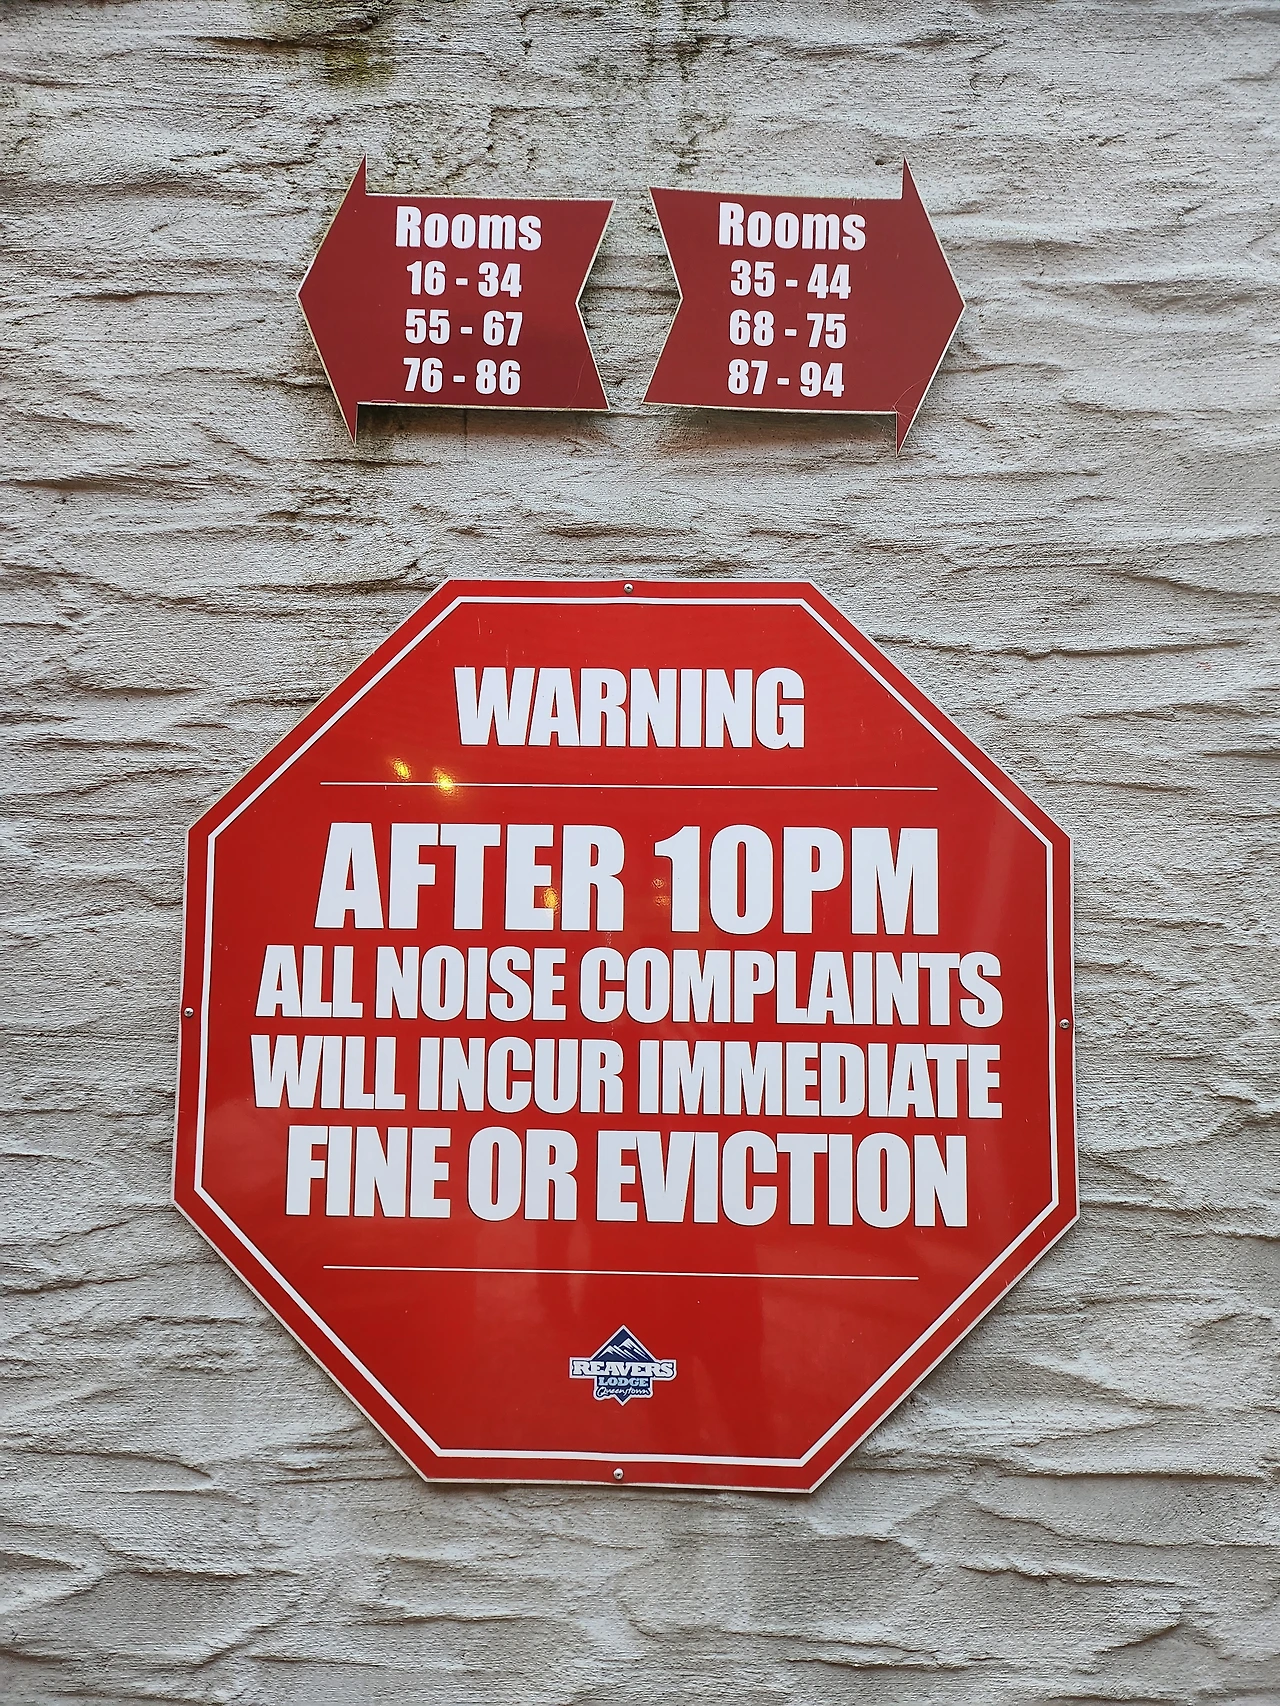 Rooms
16 - 34
55 - 67
76 - 86
Rooms
35 - 44
68 - 75
87 - 94
WARNING
AFTER 10PM
ALL NOISE COMPLAINTS
WILL INCUR IMMEDIATE
FINE OR EVICTION
REAVERS
LODGE
Queenstown